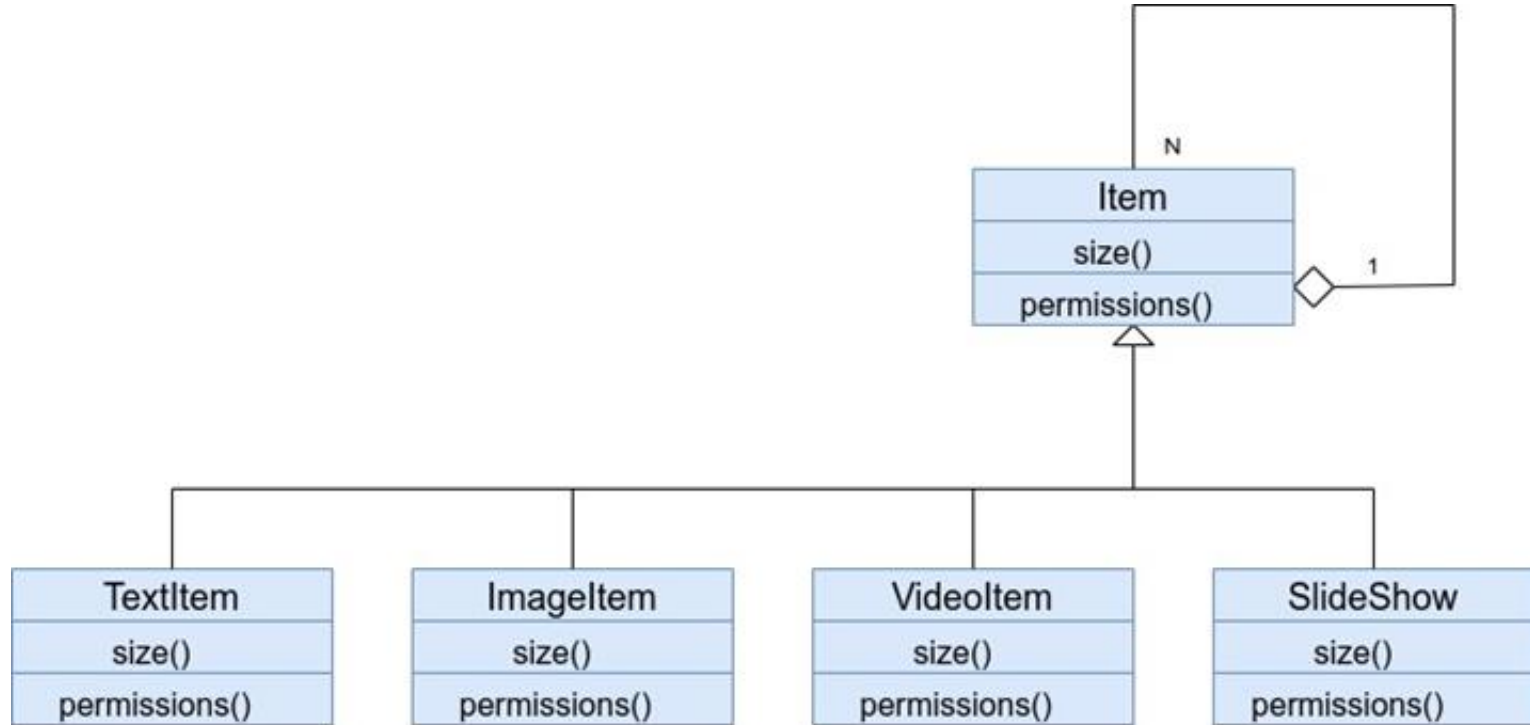 N
Item
size()
1
permissions()
TextItem
ImageItem
VideoItem
SlideShow
size()
size()
size()
size()
permissions()
permissions()
permissions()
permissions()